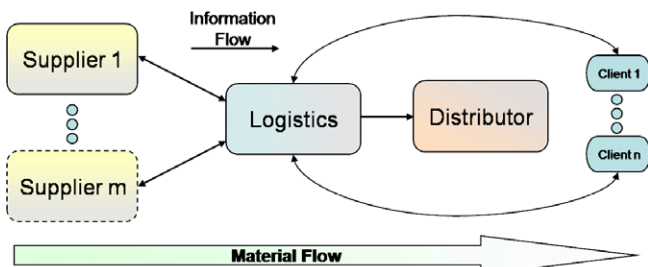 Information
Flow
Supplier 1
Client 1
Logistics
Distributor
Supplier m
Client n
Material Flow